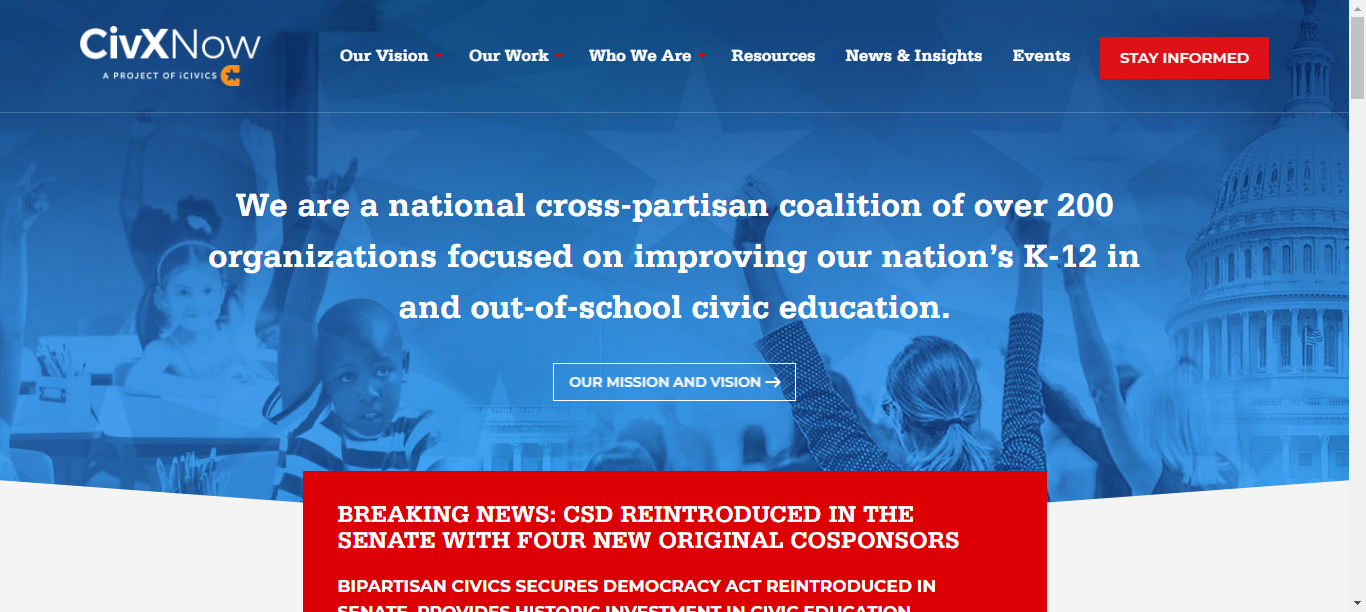 CivXNow
A PROJECT OF iCIVICS
Our Vision
Our Work
Who We Are
Resources
News & Insights
Events
STAY INFORMED
We are a national cross-partisan coalition of over 200
organizations focused on improving our nation’s K-12 in
and out-of-school civic education.
OUR MISSION AND VISION →
BREAKING NEWS: CSD REINTRODUCED IN THE
SENATE WITH FOUR NEW ORIGINAL COSPONSORS
BIPARTISAN CIVICS SECURES DEMOCRACY ACT REINTRODUCED IN
SENATE, PROVIDES HISTORIC INVESTMENT IN CIVIC EDUCATION